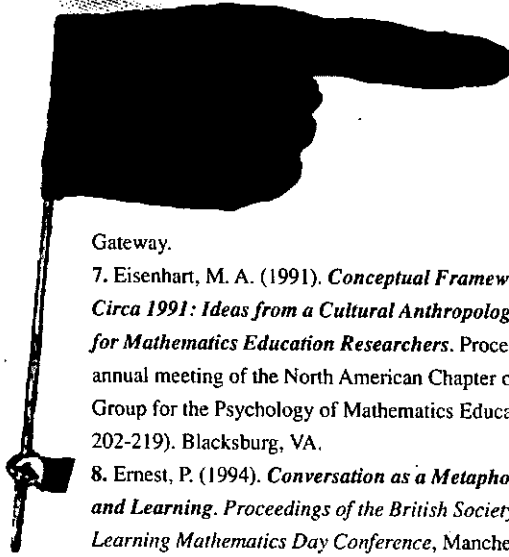 Gateway.
7. Eisenhart, M. A. (1991). Conceptual Framew
Circa 1991: Ideas from a Cultural Anthropolog
for Mathematics Education Researchers. Proce
annual meeting of the North American Chapter o
Group for the Psychology of Mathematics Educa
202-219). Blacksburg, VA.
8. Ernest, P. (1994). Conversation as a Metapho
and Learning. Proceedings of the British Society
Learning Mathematics Day Conference, Manche